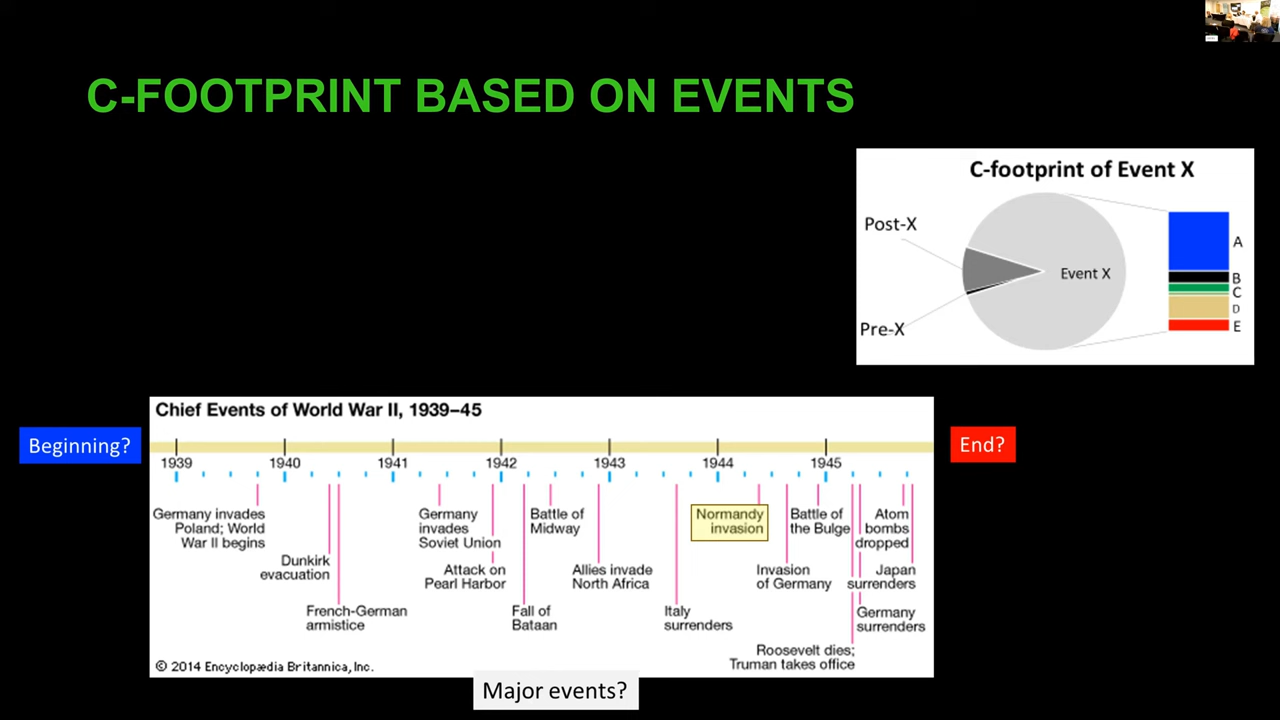 C-FOOTPRINT BASED ON EVENTS
C-footprint of Event X
Post-X
Event X
Pre-X
A
B
C
D
E
Chief Events of World War II, 1939–45
Beginning?
End?
1939 1940 1941 1942 1943 1944 1945
Germany invades
Poland; World
War II begins
Dunkirk
evacuation
French-German
armistice
Germany
invades
Soviet Union
Attack on
Pearl Harbor
Fall of
Bataan
Battle of
Midway
Allies invade
North Africa
Italy
surrenders
Normandy
invasion
Invasion
of Germany
Battle of
the Bulge
Roosevelt dies;
Truman takes office
Germany
surrenders
Atom
bombs
dropped
Japan
surrenders
© 2014 Encyclopædia Britannica, Inc.
Major events?